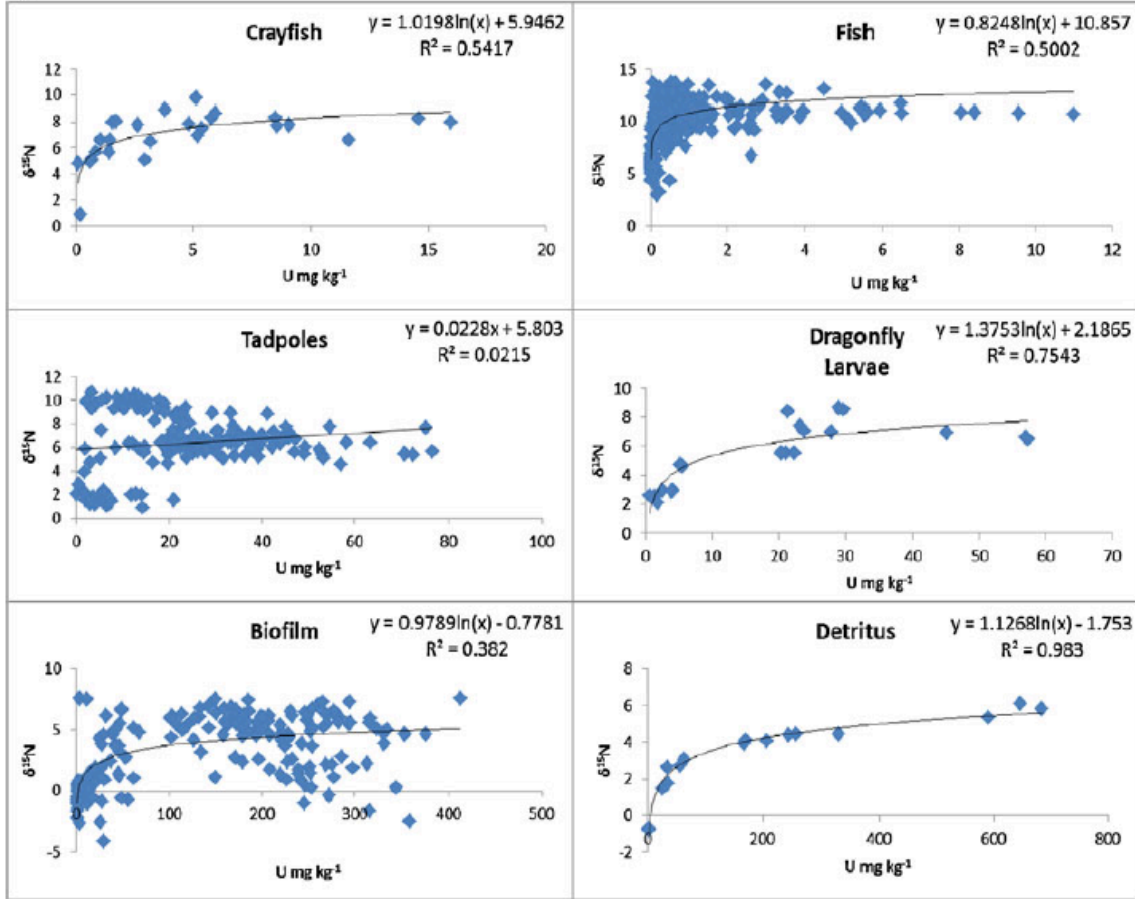 Crayfish
y = 1.0198ln(x) + 5.9462
R² = 0.5417
12
10
8
6
4
2
0
δ¹⁵N
0 5 10 15 20
U mg kg⁻¹
Fish
y = 0.8248ln(x) + 10.857
R² = 0.5002
15
10
5
0
δ¹⁵N
0 2 4 6 8 10 12
U mg kg⁻¹
Tadpoles
y = 0.0228x + 5.803
R² = 0.0215
12
10
8
6
4
2
0
δ¹⁵N
0 20 40 60 80 100
U mg kg⁻¹
Dragonfly
Larvae
y = 1.3753ln(x) + 2.1865
R² = 0.7543
10
8
6
4
2
0
δ¹⁵N
0 10 20 30 40 50 60 70
U mg kg⁻¹
Biofilm
y = 0.9789ln(x) - 0.7781
R² = 0.382
10
5
0
-5
δ¹⁵N
0 100 200 300 400 500
U mg kg⁻¹
Detritus
y = 1.1268ln(x) - 1.753
R² = 0.983
8
6
4
2
0
-2
δ¹⁵N
0 200 400 600 800
U mg kg⁻¹